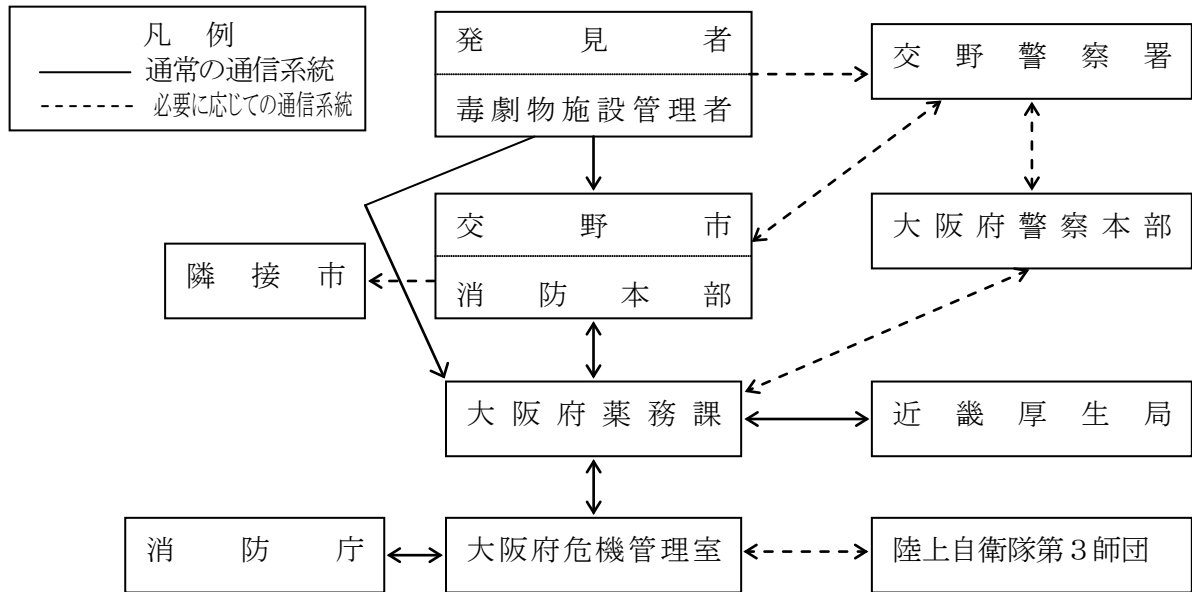 凡例
通常の通信系統
必要に応じての通信系統
発見者
毒劇物施設管理者
交野警察署
交野市
消防本部
大阪府警察本部
隣接市
大阪府薬務課
近畿厚生局
消防庁
大阪府危機管理室
陸上自衛隊第３師団